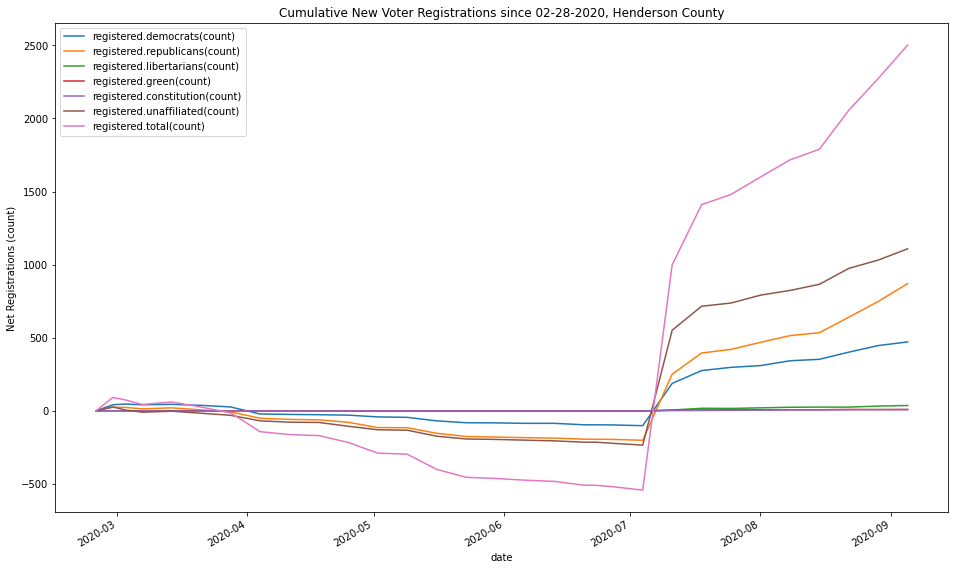 Cumulative New Voter Registrations since 02-28-2020, Henderson County
registered.democrats(count)
registered.republicans(count)
registered.libertarians(count)
registered.green(count)
registered.constitution(count)
registered.unaffiliated(count)
registered.total(count)
Net Registrations (count)
2500
2000
1500
1000
500
0
−500
2020-03
2020-04
2020-05
2020-06
2020-07
2020-08
2020-09
date